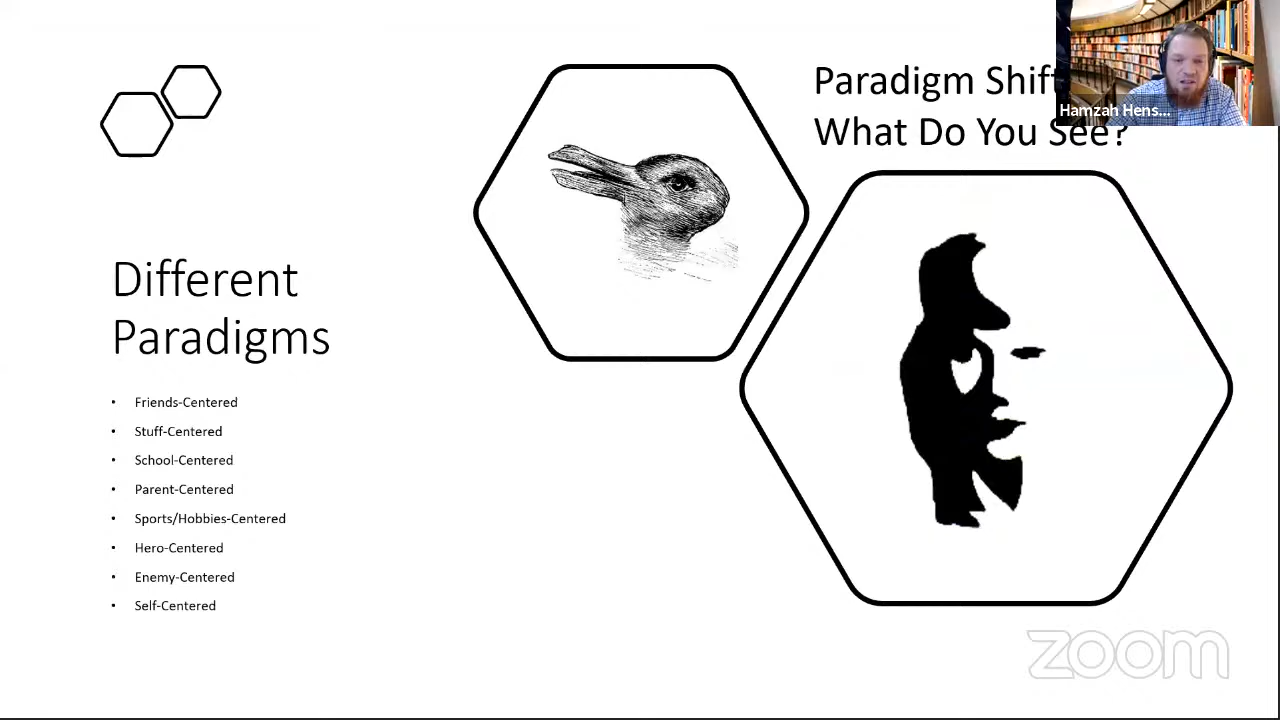 Different
Paradigms
• Friends-Centered
• Stuff-Centered
• School-Centered
• Parent-Centered
• Sports/Hobbies-Centered
• Hero-Centered
• Enemy-Centered
• Self-Centered
Paradigm Shif
What Do You See?
Hamzah Hens...
zoom